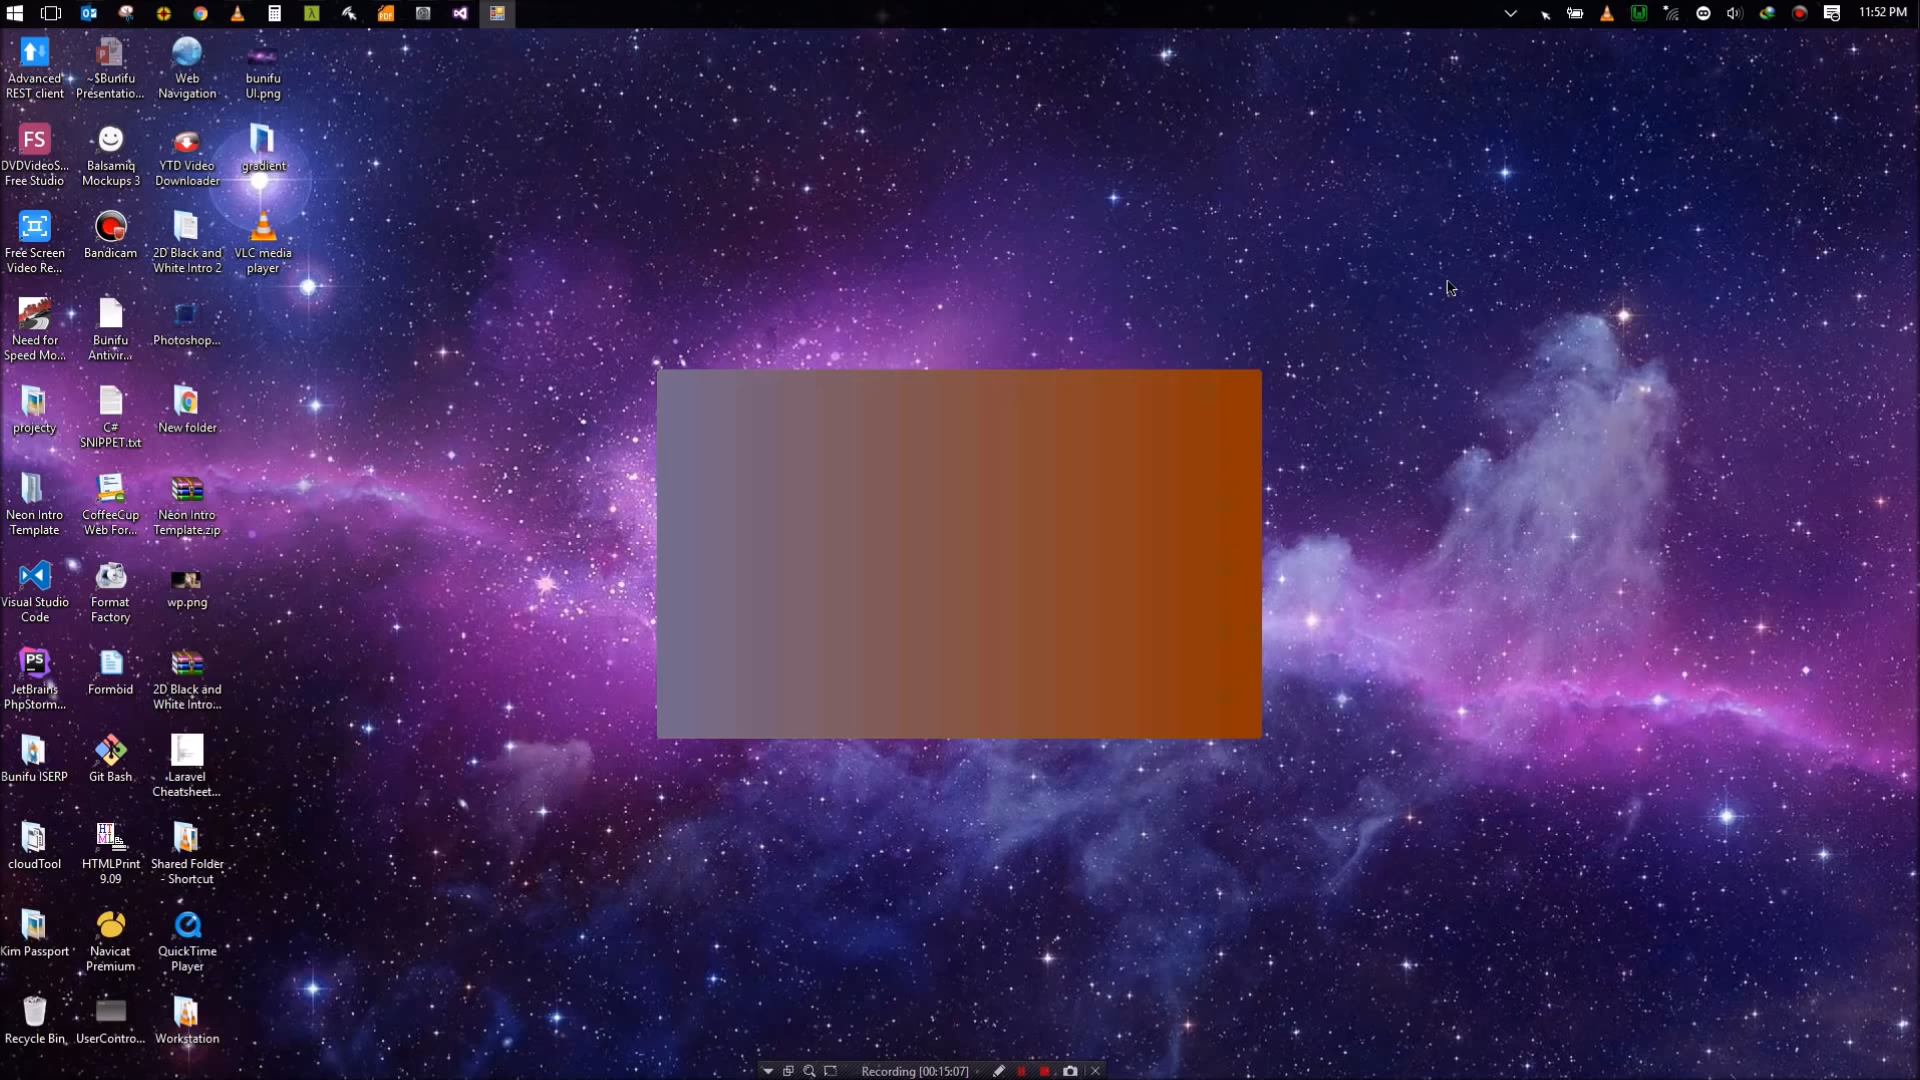 11:52 PM
Advanced
REST client
~$Bunifu
Presentatio...
Web
Navigation
bunifu
UI.png
FS
DVDVideoS...
Free Studio
Balsamiq
Mockups 3
YTD Video
Downloader
gradient
Free Screen
Video Re...
Bandicam
2D Black and
White Intro 2
VLC media
player
Need for
Speed Mo...
Bunifu
Antivir...
Photoshop...
projecty
C#
SNIPPET.txt
New folder
Neon Intro
Template
CoffeeCup
Web For...
Neon Intro
Template.zip
Visual Studio
Code
Format
Factory
wp.png
PS
JetBrains
PhpStorm...
Formoid
2D Black and
White Intro...
Bunifu ISERP
Git Bash
Laravel
Cheatsheet...
cloudTool
HTML
HTMLPrint
9.09
Shared Folder
- Shortcut
Kim Passport
Navicat
Premium
QuickTime
Player
Recycle Bin
UserContro...
Workstation
Recording [00:15:07]